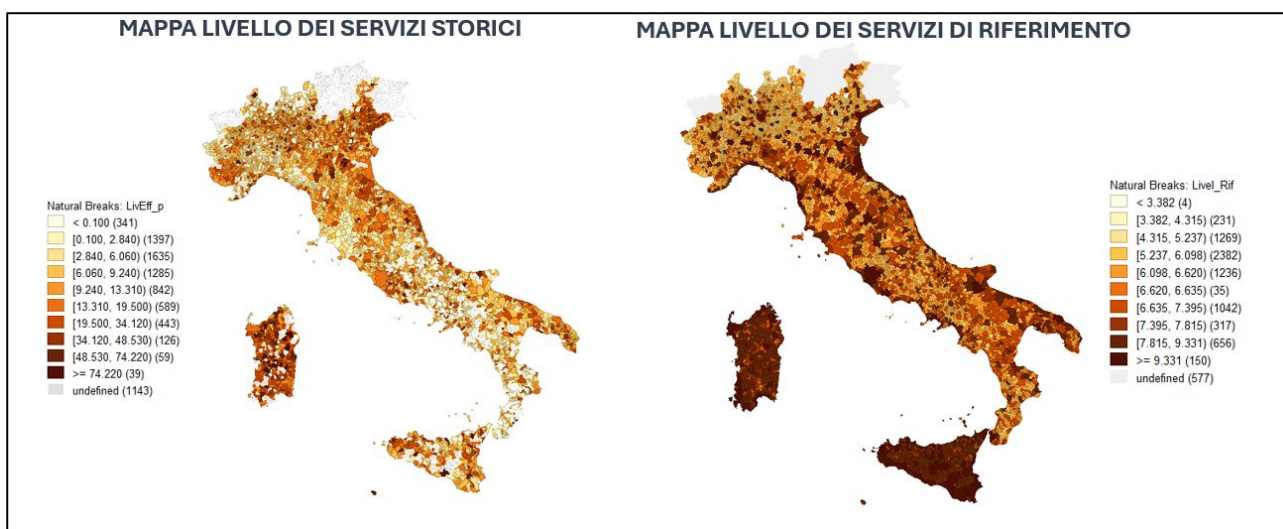 MAPPA LIVELLO DEI SERVIZI STORICI
MAPPA LIVELLO DEI SERVIZI DI RIFERIMENTO
Natural Breaks: LivEff_p
< 0.100 (341)
[0.100, 2.840) (1397)
[2.840, 6.060) (1635)
[6.060, 9.240) (1285)
[9.240, 13.310) (842)
[13.310, 19.500) (589)
[19.500, 34.120) (443)
[34.120, 48.530) (126)
[48.530, 74.220) (59)
>= 74.220 (39)
undefined (1143)
Natural Breaks: Livel_Rif
< 3.382 (4)
[3.382, 4.315) (231)
[4.315, 5.237) (1269)
[5.237, 6.098) (2382)
[6.098, 6.620) (1236)
[6.620, 6.635) (35)
[6.635, 7.395) (1042)
[7.395, 7.815) (317)
[7.815, 9.331) (656)
>= 9.331 (150)
undefined (577)